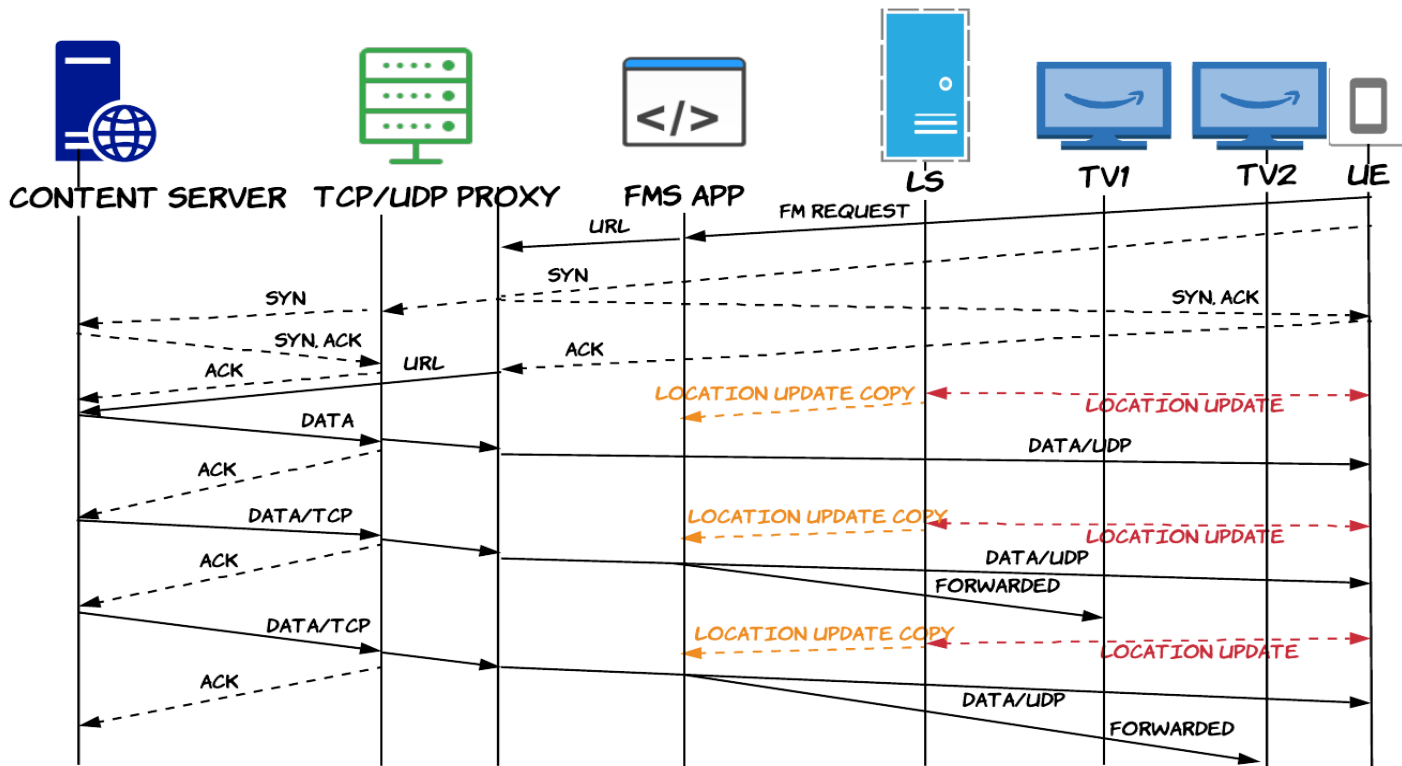 </>
CONTENT SERVER
TCP/UDP PROXY
FMS APP
LS
TV1
TV2
UE
FM REQUEST
URL
SYN
SYN
SYN, ACK
SYN, ACK
ACK
URL
ACK
LOCATION UPDATE COPY
LOCATION UPDATE
DATA
DATA/UDP
ACK
DATA/TCP
LOCATION UPDATE COPY
LOCATION UPDATE
ACK
DATA/UDP
FORWARDED
DATA/TCP
LOCATION UPDATE COPY
LOCATION UPDATE
ACK
DATA/UDP
FORWARDED